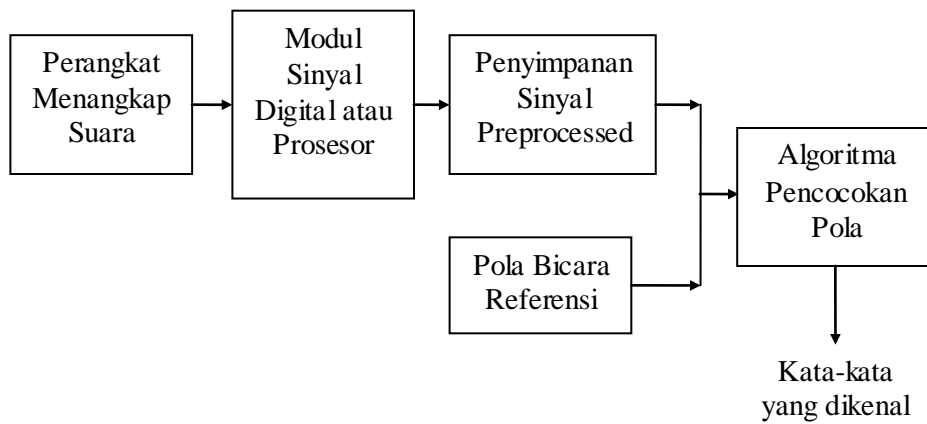 Perangkat
Menangkap
Suara
Modul
Sinyal
Digital atau
Prosesor
Penyimpanan
Sinyal
Preprocessed
Pola Bicara
Referensi
Algoritma
Pencocokan
Pola
Kata-kata
yang dikenal